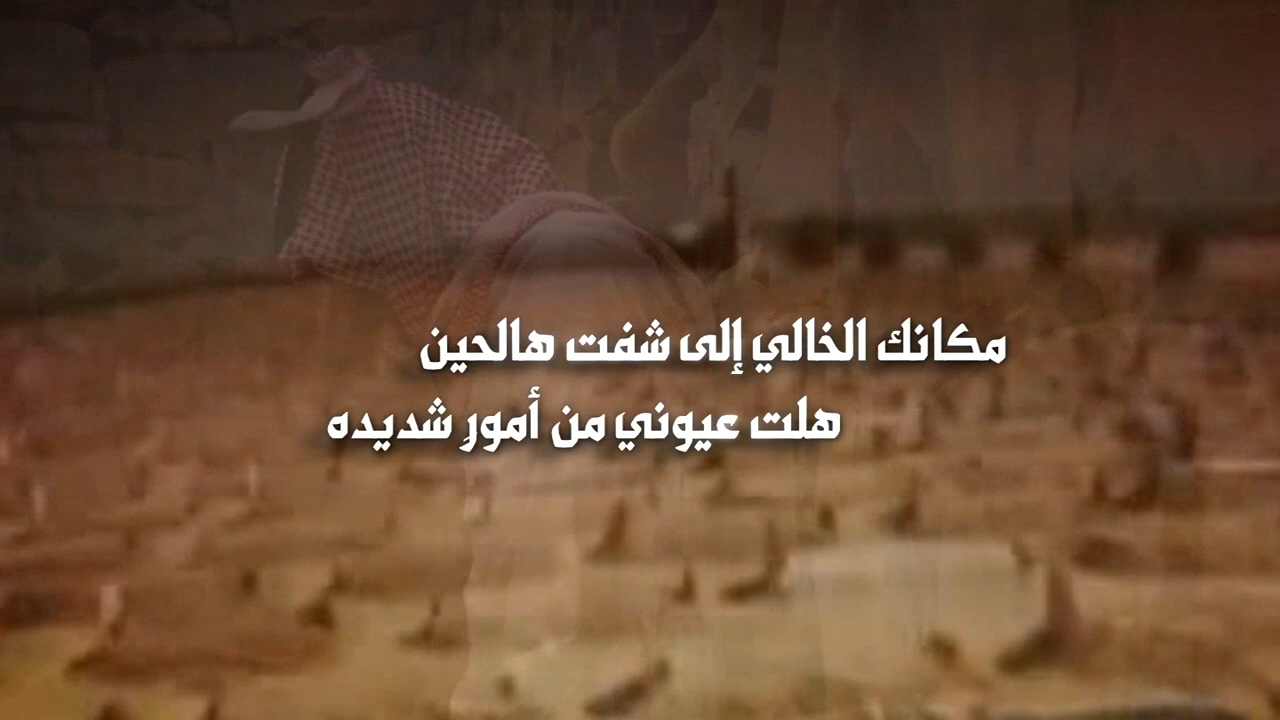 مكانك الخالي إلى شفت هالحين
هلت عيوني من أمورٍ شديده